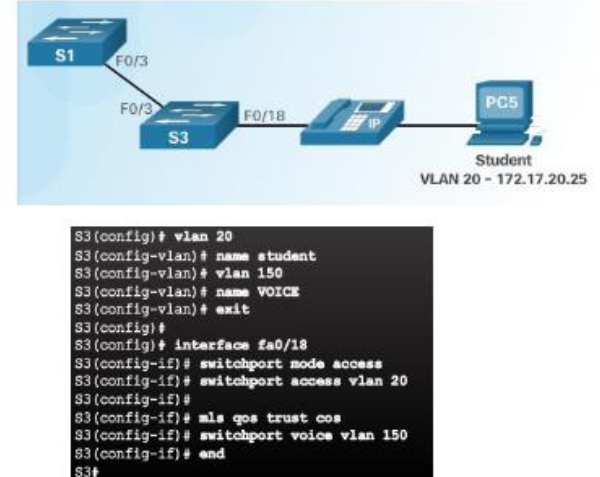 S1
F0/3
F0/3
S3
F0/18
IP
PC5
Student
VLAN 20 - 172.17.20.25
S3(config)# vlan 20
S3(config-vlan)# name student
S3(config-vlan)# vlan 150
S3(config-vlan)# name VOICE
S3(config-vlan)# exit
S3(config)#
S3(config)# interface fa0/18
S3(config-if)# switchport mode access
S3(config-if)# switchport access vlan 20
S3(config-if)#
S3(config-if)# mls qos trust cos
S3(config-if)# switchport voice vlan 150
S3(config-if)# end
S3#